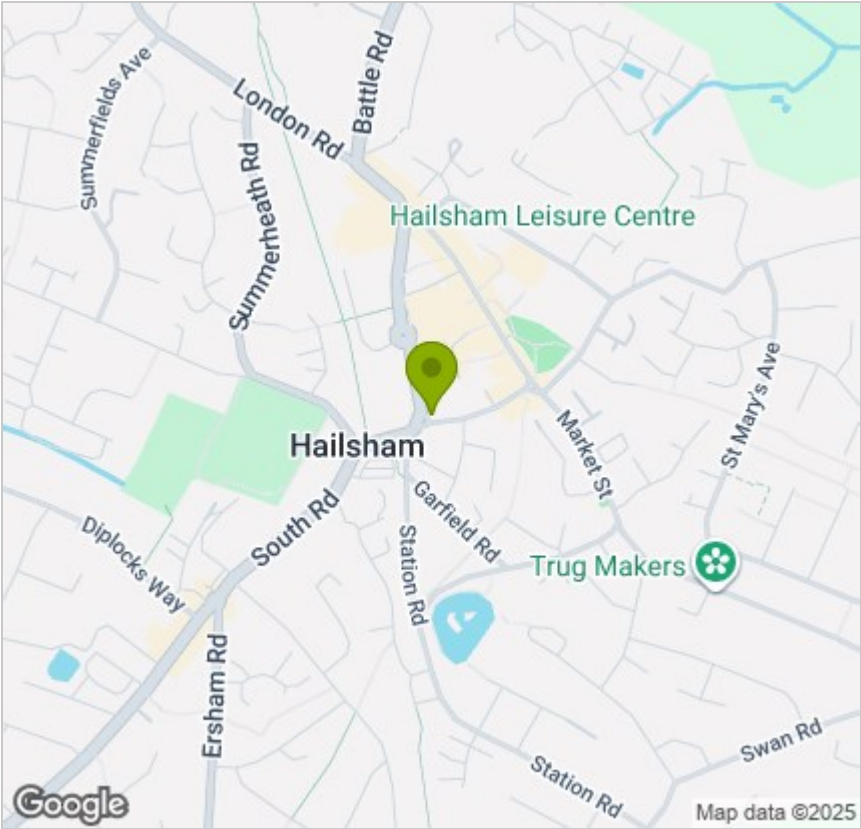 Battle Rd
London Rd
Summerfields Ave
Summerheath Rd
Hailsham Leisure Centre
St Mary's Ave
Market St
Hailsham
South Rd
Garfield Rd
Diplocks Way
Station Rd
Trug Makers
Ersham Rd
Swan Rd
Station Rd
Google
Map data ©2025